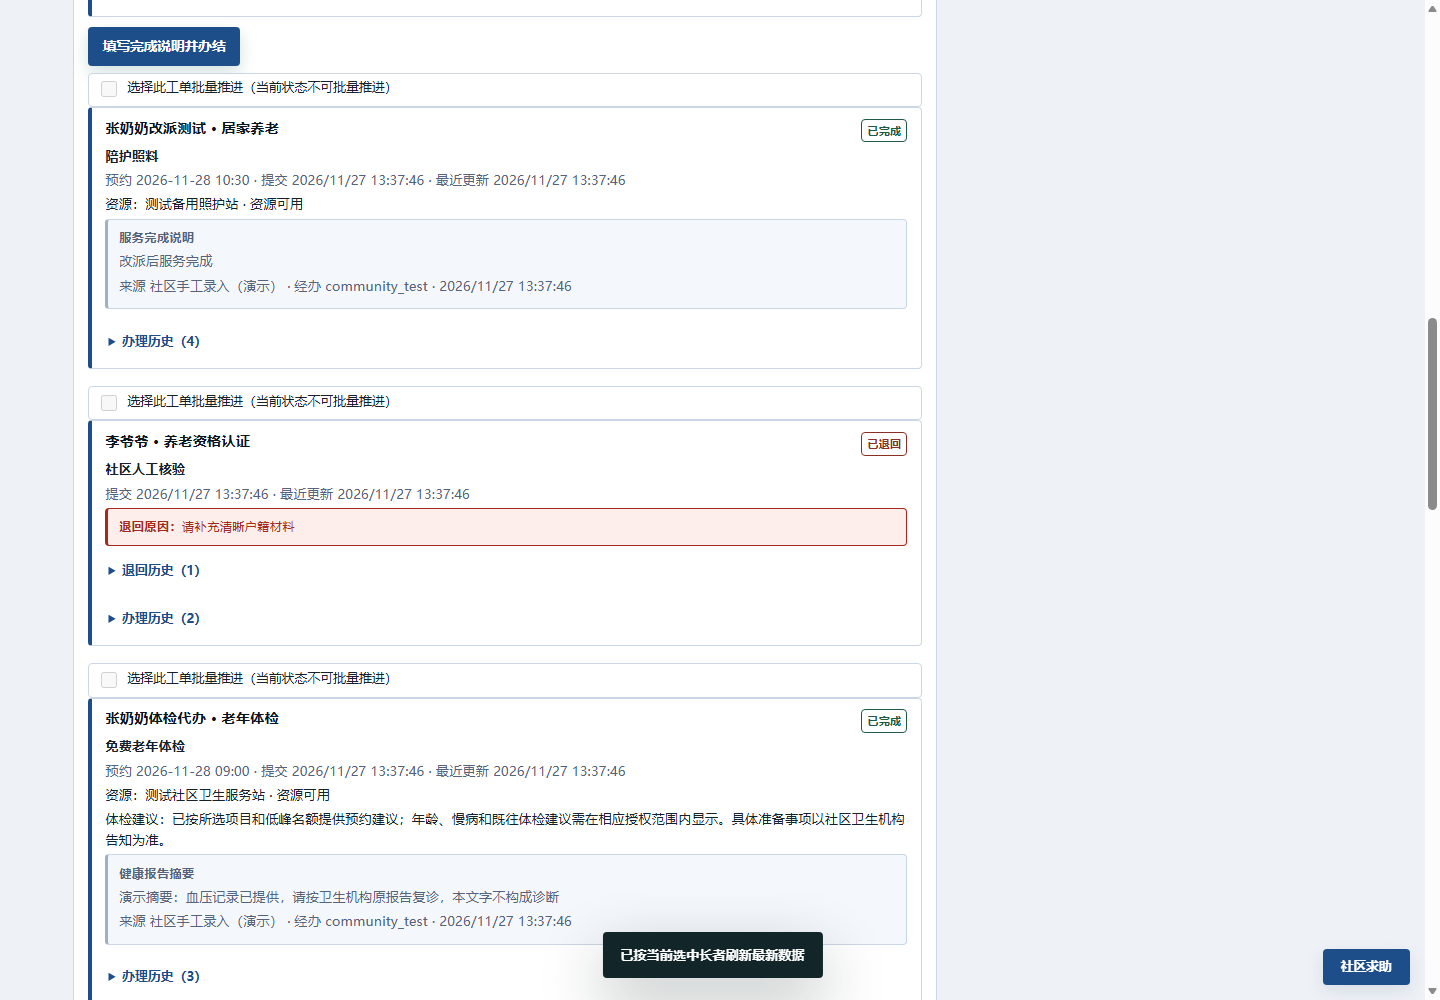 填写完成说明并办结
选择此工单批量推进（当前状态不可批量推进）
张奶奶改派测试 • 居家养老
已完成
陪护照料
预约 2026-11-28 10:30 · 提交 2026/11/27 13:37:46 · 最近更新 2026/11/27 13:37:46
资源：测试备用照护站 · 资源可用
服务完成说明
改派后服务完成
来源 社区手工录入（演示） · 经办 community_test · 2026/11/27 13:37:46
▶ 办理历史（4）
选择此工单批量推进（当前状态不可批量推进）
李爷爷 • 养老资格认证
已退回
社区人工核验
提交 2026/11/27 13:37:46 · 最近更新 2026/11/27 13:37:46
退回原因：请补充清晰户籍材料
▶ 退回历史（1）
▶ 办理历史（2）
选择此工单批量推进（当前状态不可批量推进）
张奶奶体检代办 • 老年体检
已完成
免费老年体检
预约 2026-11-28 09:00 · 提交 2026/11/27 13:37:46 · 最近更新 2026/11/27 13:37:46
资源：测试社区卫生服务站 · 资源可用
体检建议：已按所选项目和低峰名额提供预约建议；年龄、慢病和既往体检建议需在相应授权范围内显示。具体准备事项以社区卫生机构
告知为准。
健康报告摘要
演示摘要：血压记录已提供，请按卫生机构原报告复诊，本文字不构成诊断
来源 社区手工录入（演示） · 经办 community_test · 2026/11/27 13:37:46
已按当前选中长者刷新最新数据
社区求助
▶ 办理历史（3）